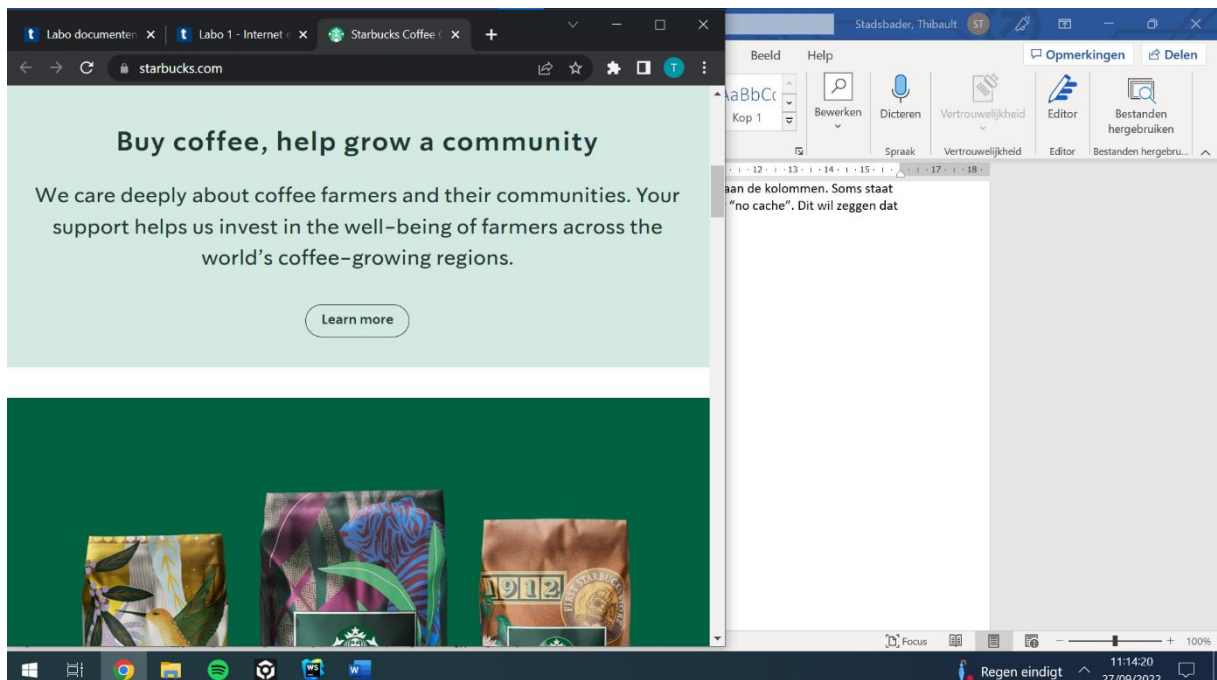 Labo documenten
Labo 1 - Internet e
Starbucks Coffee C
starbucks.com
T
Buy coffee, help grow a community
We care deeply about coffee farmers and their communities. Your
support helps us invest in the well-being of farmers across the
world's coffee-growing regions.
Learn more
1912
FIRST STARBUCKS
Stadsbader, Thibault ST
Beeld Help
Opmerkingen Delen
AaBbCc
Kop 1
Bewerken
Dicteren
Vertrouwelijkheid
Editor
Bestanden
hergebruiken
Spraak
Vertrouwelijkheid
Editor
Bestanden hergebru...
12 13 14 15 17 18
aan de kolommen. Soms staat
"no cache". Dit wil zeggen dat
Focus
100%
WS
W
Regen eindigt
11:14:20
27/09/2022